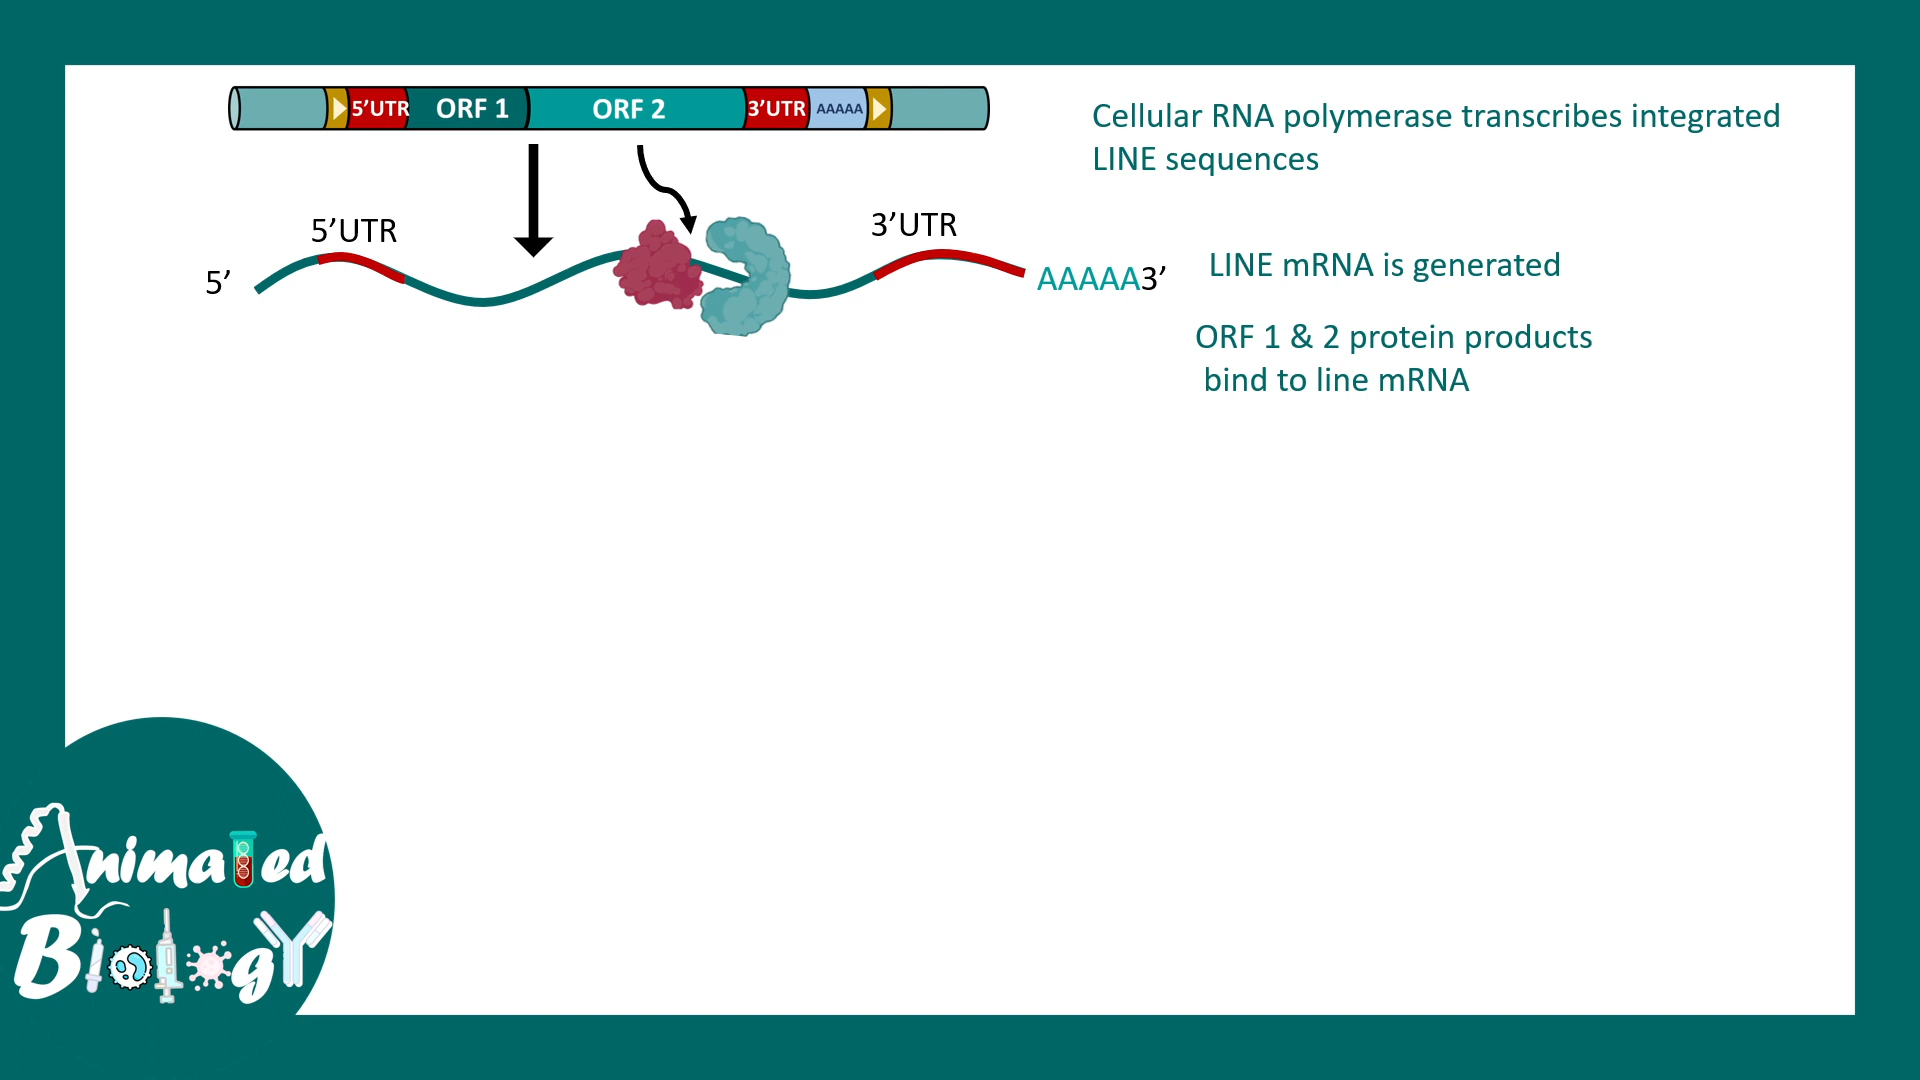 5’UTR ORF 1 ORF 2 3’UTR AAAAA
Cellular RNA polymerase transcribes integrated
LINE sequences
5’UTR
3’UTR
5’
AAAAA3’
LINE mRNA is generated
ORF 1 & 2 protein products
bind to line mRNA
Animated
Biology